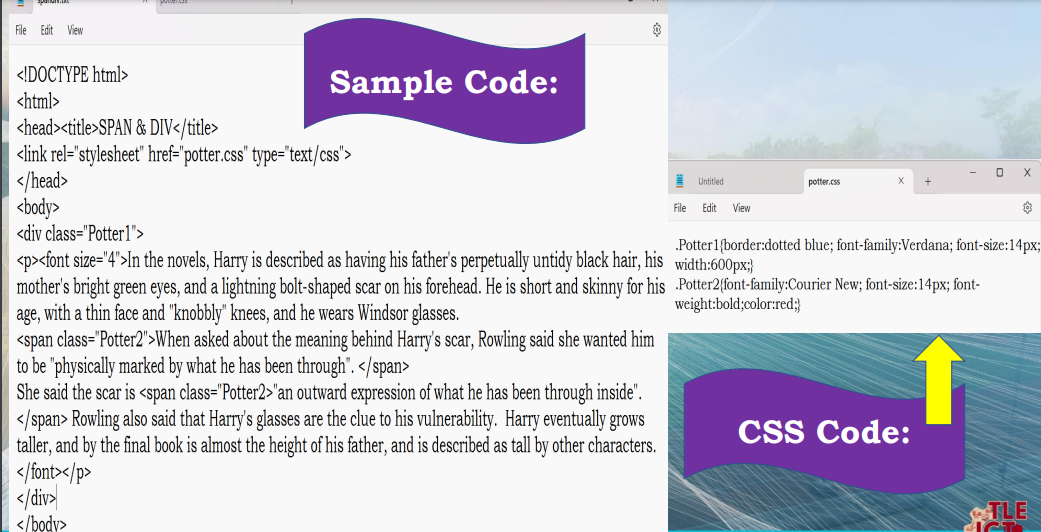 spandiv.txt
potter.css
File Edit View
Sample Code:
<!DOCTYPE html>
<html>
<head><title>SPAN & DIV</title>
<link rel="stylesheet" href="potter.css" type="text/css">
</head>
<body>
<div class="Potter1">
<p><font size="4">In the novels, Harry is described as having his father's perpetually untidy black hair, his
mother's bright green eyes, and a lightning bolt-shaped scar on his forehead. He is short and skinny for his
age, with a thin face and "knobbly" knees, and he wears Windsor glasses.
<span class="Potter2">When asked about the meaning behind Harry's scar, Rowling said she wanted him
to be "physically marked by what he has been through". </span>
She said the scar is <span class="Potter2>"an outward expression of what he has been through inside".
</span> Rowling also said that Harry's glasses are the clue to his vulnerability.  Harry eventually grows
taller, and by the final book is almost the height of his father, and is described as tall by other characters.
</font></p>
</div>
</body>
Untitled
potter.css
File Edit View
.Potter1{border:dotted blue; font-family:Verdana; font-size:14px;
width:600px;}
.Potter2{font-family:Courier New; font-size:14px; font-
weight:bold;color:red;}
CSS Code:
TLE
ICT